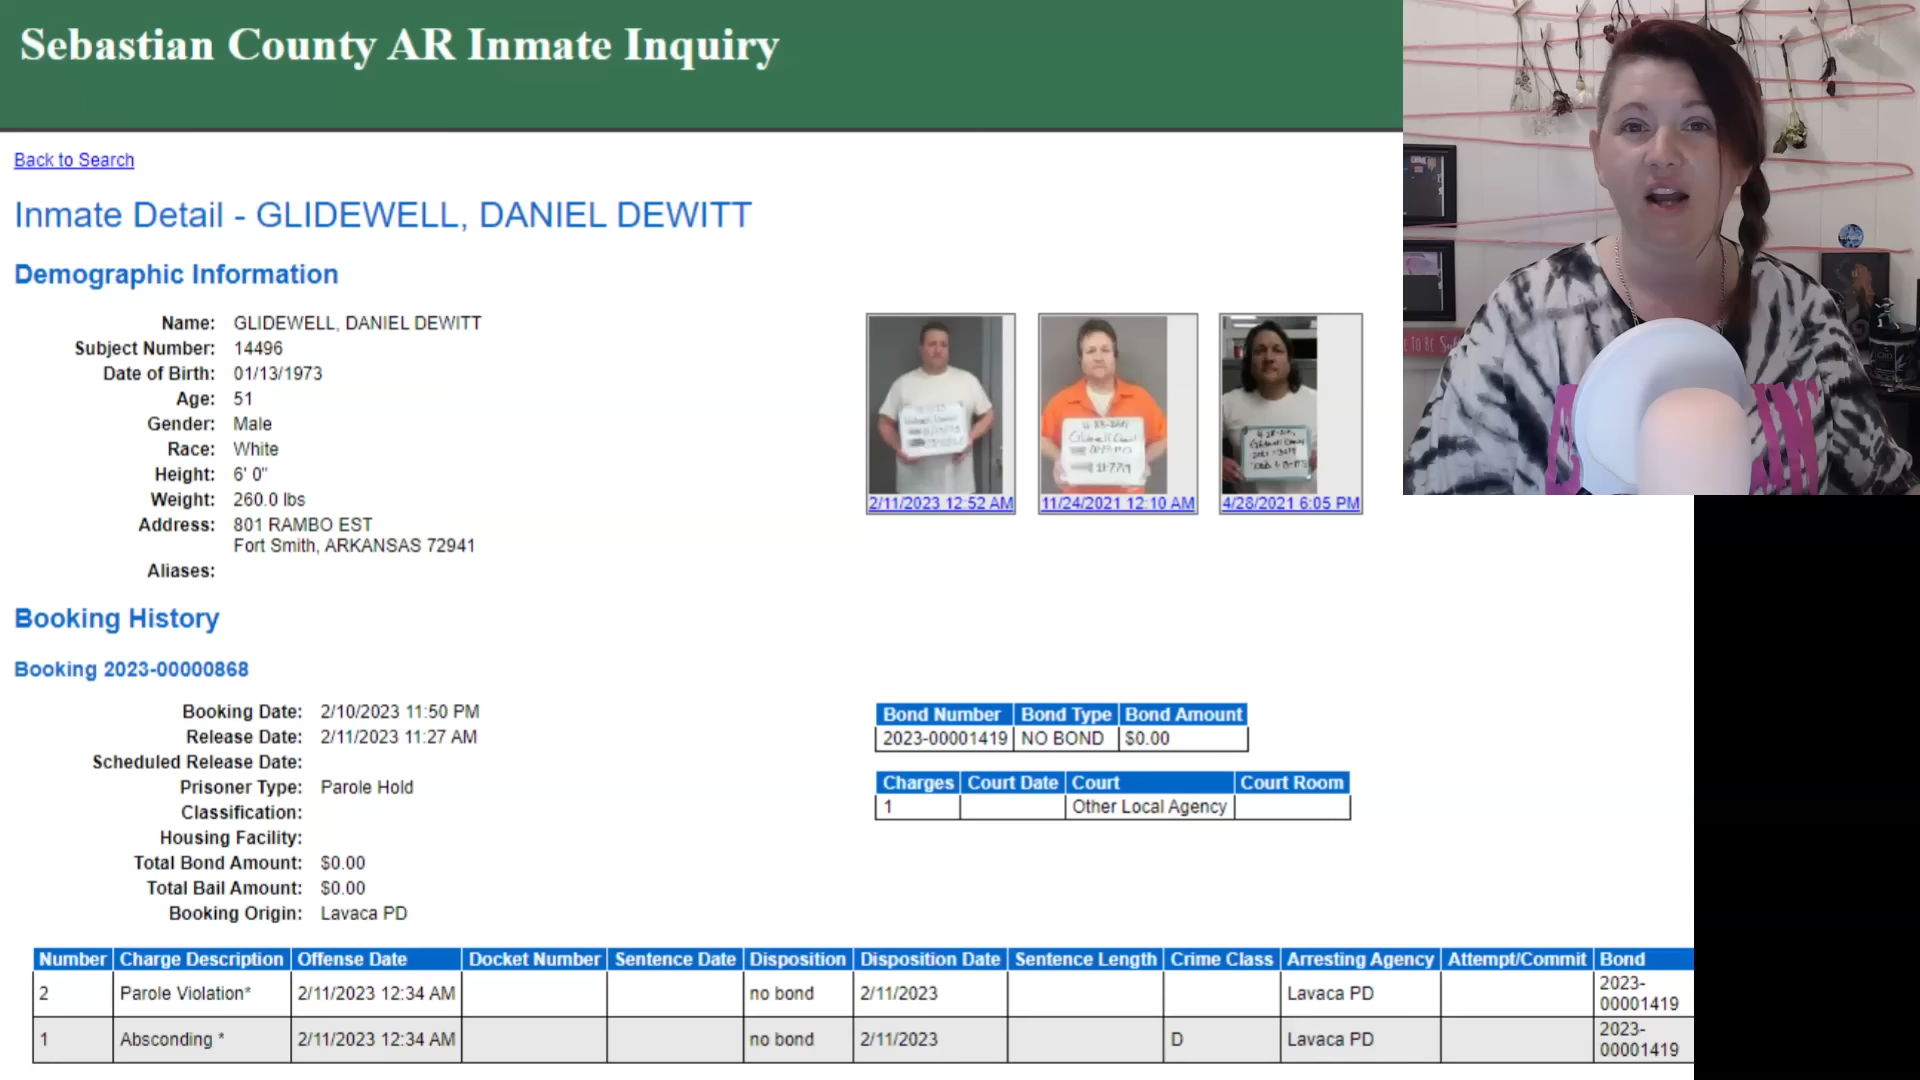 Sebastian County AR Inmate Inquiry
Back to Search
Inmate Detail - GLIDEWELL, DANIEL DEWITT
Demographic Information
Name: GLIDEWELL, DANIEL DEWITT
Subject Number: 14496
Date of Birth: 01/13/1973
Age: 51
Gender: Male
Race: White
Height: 6' 0"
Weight: 260.0 lbs
Address: 801 RAMBO EST
Fort Smith, ARKANSAS 72941
Aliases:
2/11/2023 12:52 AM 11/24/2021 12:10 AM 4/28/2021 6:05 PM
Booking History
Booking 2023-00000868
Booking Date: 2/10/2023 11:50 PM
Release Date: 2/11/2023 11:27 AM
Scheduled Release Date:
Prisoner Type: Parole Hold
Classification:
Housing Facility:
Total Bond Amount: $0.00
Total Bail Amount: $0.00
Booking Origin: Lavaca PD
Bond Number Bond Type Bond Amount
2023-00001419 NO BOND $0.00
Charges Court Date Court Court Room
1 Other Local Agency
Number Charge Description Offense Date Docket Number Sentence Date Disposition Disposition Date Sentence Length Crime Class Arresting Agency Attempt/Commit Bond
2 Parole Violation* 2/11/2023 12:34 AM no bond 2/11/2023 Lavaca PD 2023-
00001419
1 Absconding * 2/11/2023 12:34 AM no bond 2/11/2023 D Lavaca PD 2023-
00001419